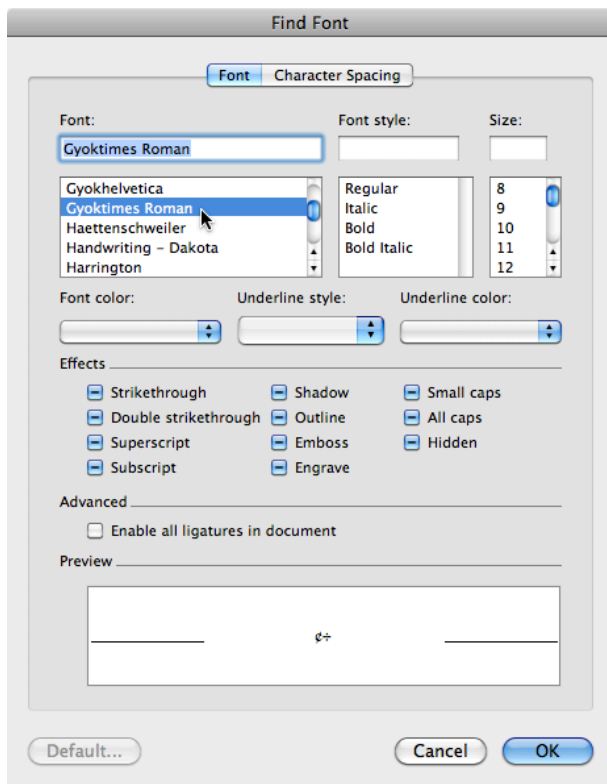 Find Font
Font Character Spacing
Font: Font style: Size:
Gyoktimes Roman
Gyokhelvetica Regular 8
Gyoktimes Roman Italic 9
Haettenschweiler Bold 10
Handwriting – Dakota Bold Italic 11
Harrington 12
Font color: Underline style: Underline color:
Effects
Strikethrough Shadow Small caps
Double strikethrough Outline All caps
Superscript Emboss Hidden
Subscript Engrave
Advanced
Enable all ligatures in document
Preview
¢÷
Default... Cancel OK